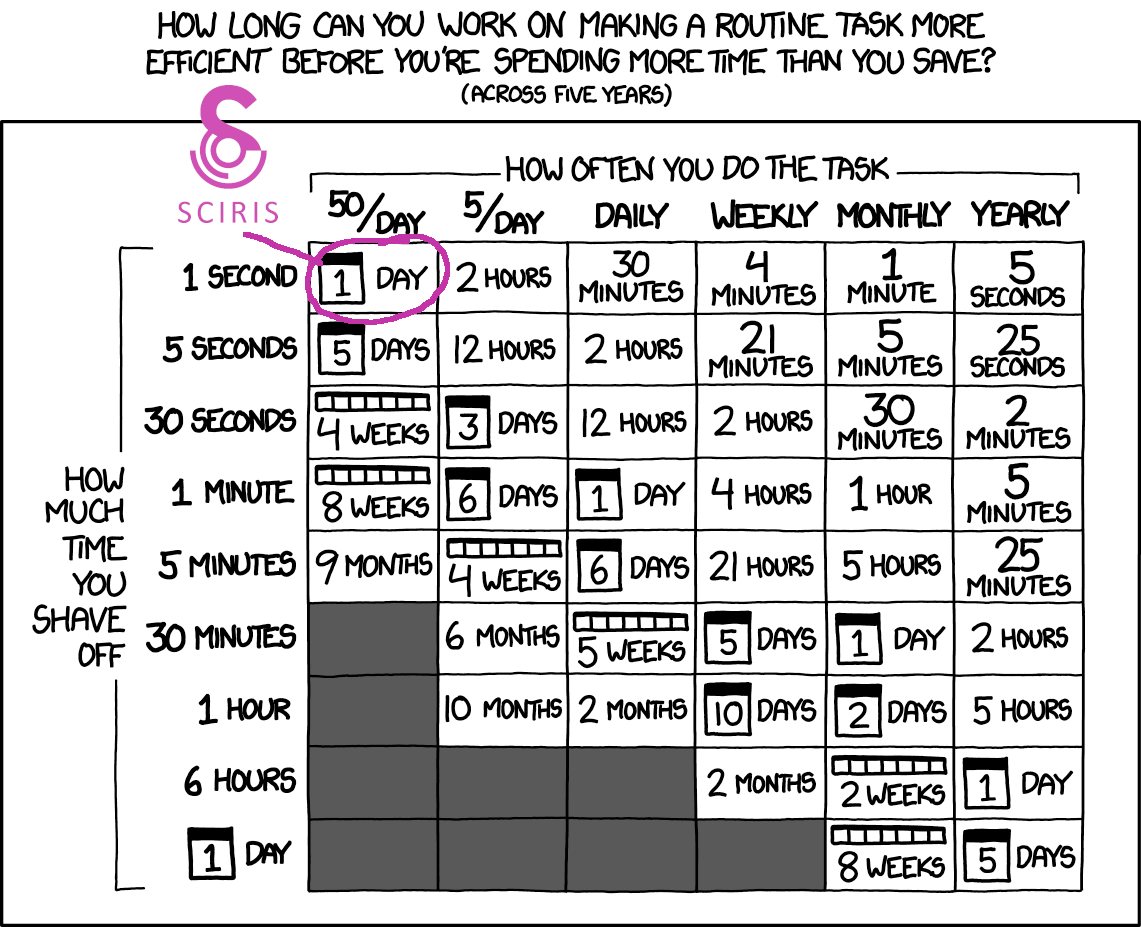 HOW LONG CAN YOU WORK ON MAKING A ROUTINE TASK MORE
EFFICIENT BEFORE YOU'RE SPENDING MORE TIME THAN YOU SAVE?
(ACROSS FIVE YEARS)
SCIRIS
HOW OFTEN YOU DO THE TASK
50/DAY 5/DAY DAILY WEEKLY MONTHLY YEARLY
HOW
MUCH
TIME
YOU
SHAVE
OFF
1 SECOND 1 DAY 2 HOURS 30 MINUTES 4 MINUTES 1 MINUTE 5 SECONDS
5 SECONDS 5 DAYS 12 HOURS 2 HOURS 21 MINUTES 5 MINUTES 25 SECONDS
30 SECONDS 4 WEEKS 3 DAYS 12 HOURS 2 HOURS 30 MINUTES 2 MINUTES
1 MINUTE 8 WEEKS 6 DAYS 1 DAY 4 HOURS 1 HOUR 5 MINUTES
5 MINUTES 9 MONTHS 4 WEEKS 6 DAYS 21 HOURS 5 HOURS 25 MINUTES
30 MINUTES 6 MONTHS 5 WEEKS 5 DAYS 1 DAY 2 HOURS
1 HOUR 10 MONTHS 2 MONTHS 10 DAYS 2 DAYS 5 HOURS
6 HOURS 2 MONTHS 2 WEEKS 1 DAY
1 DAY 8 WEEKS 5 DAYS